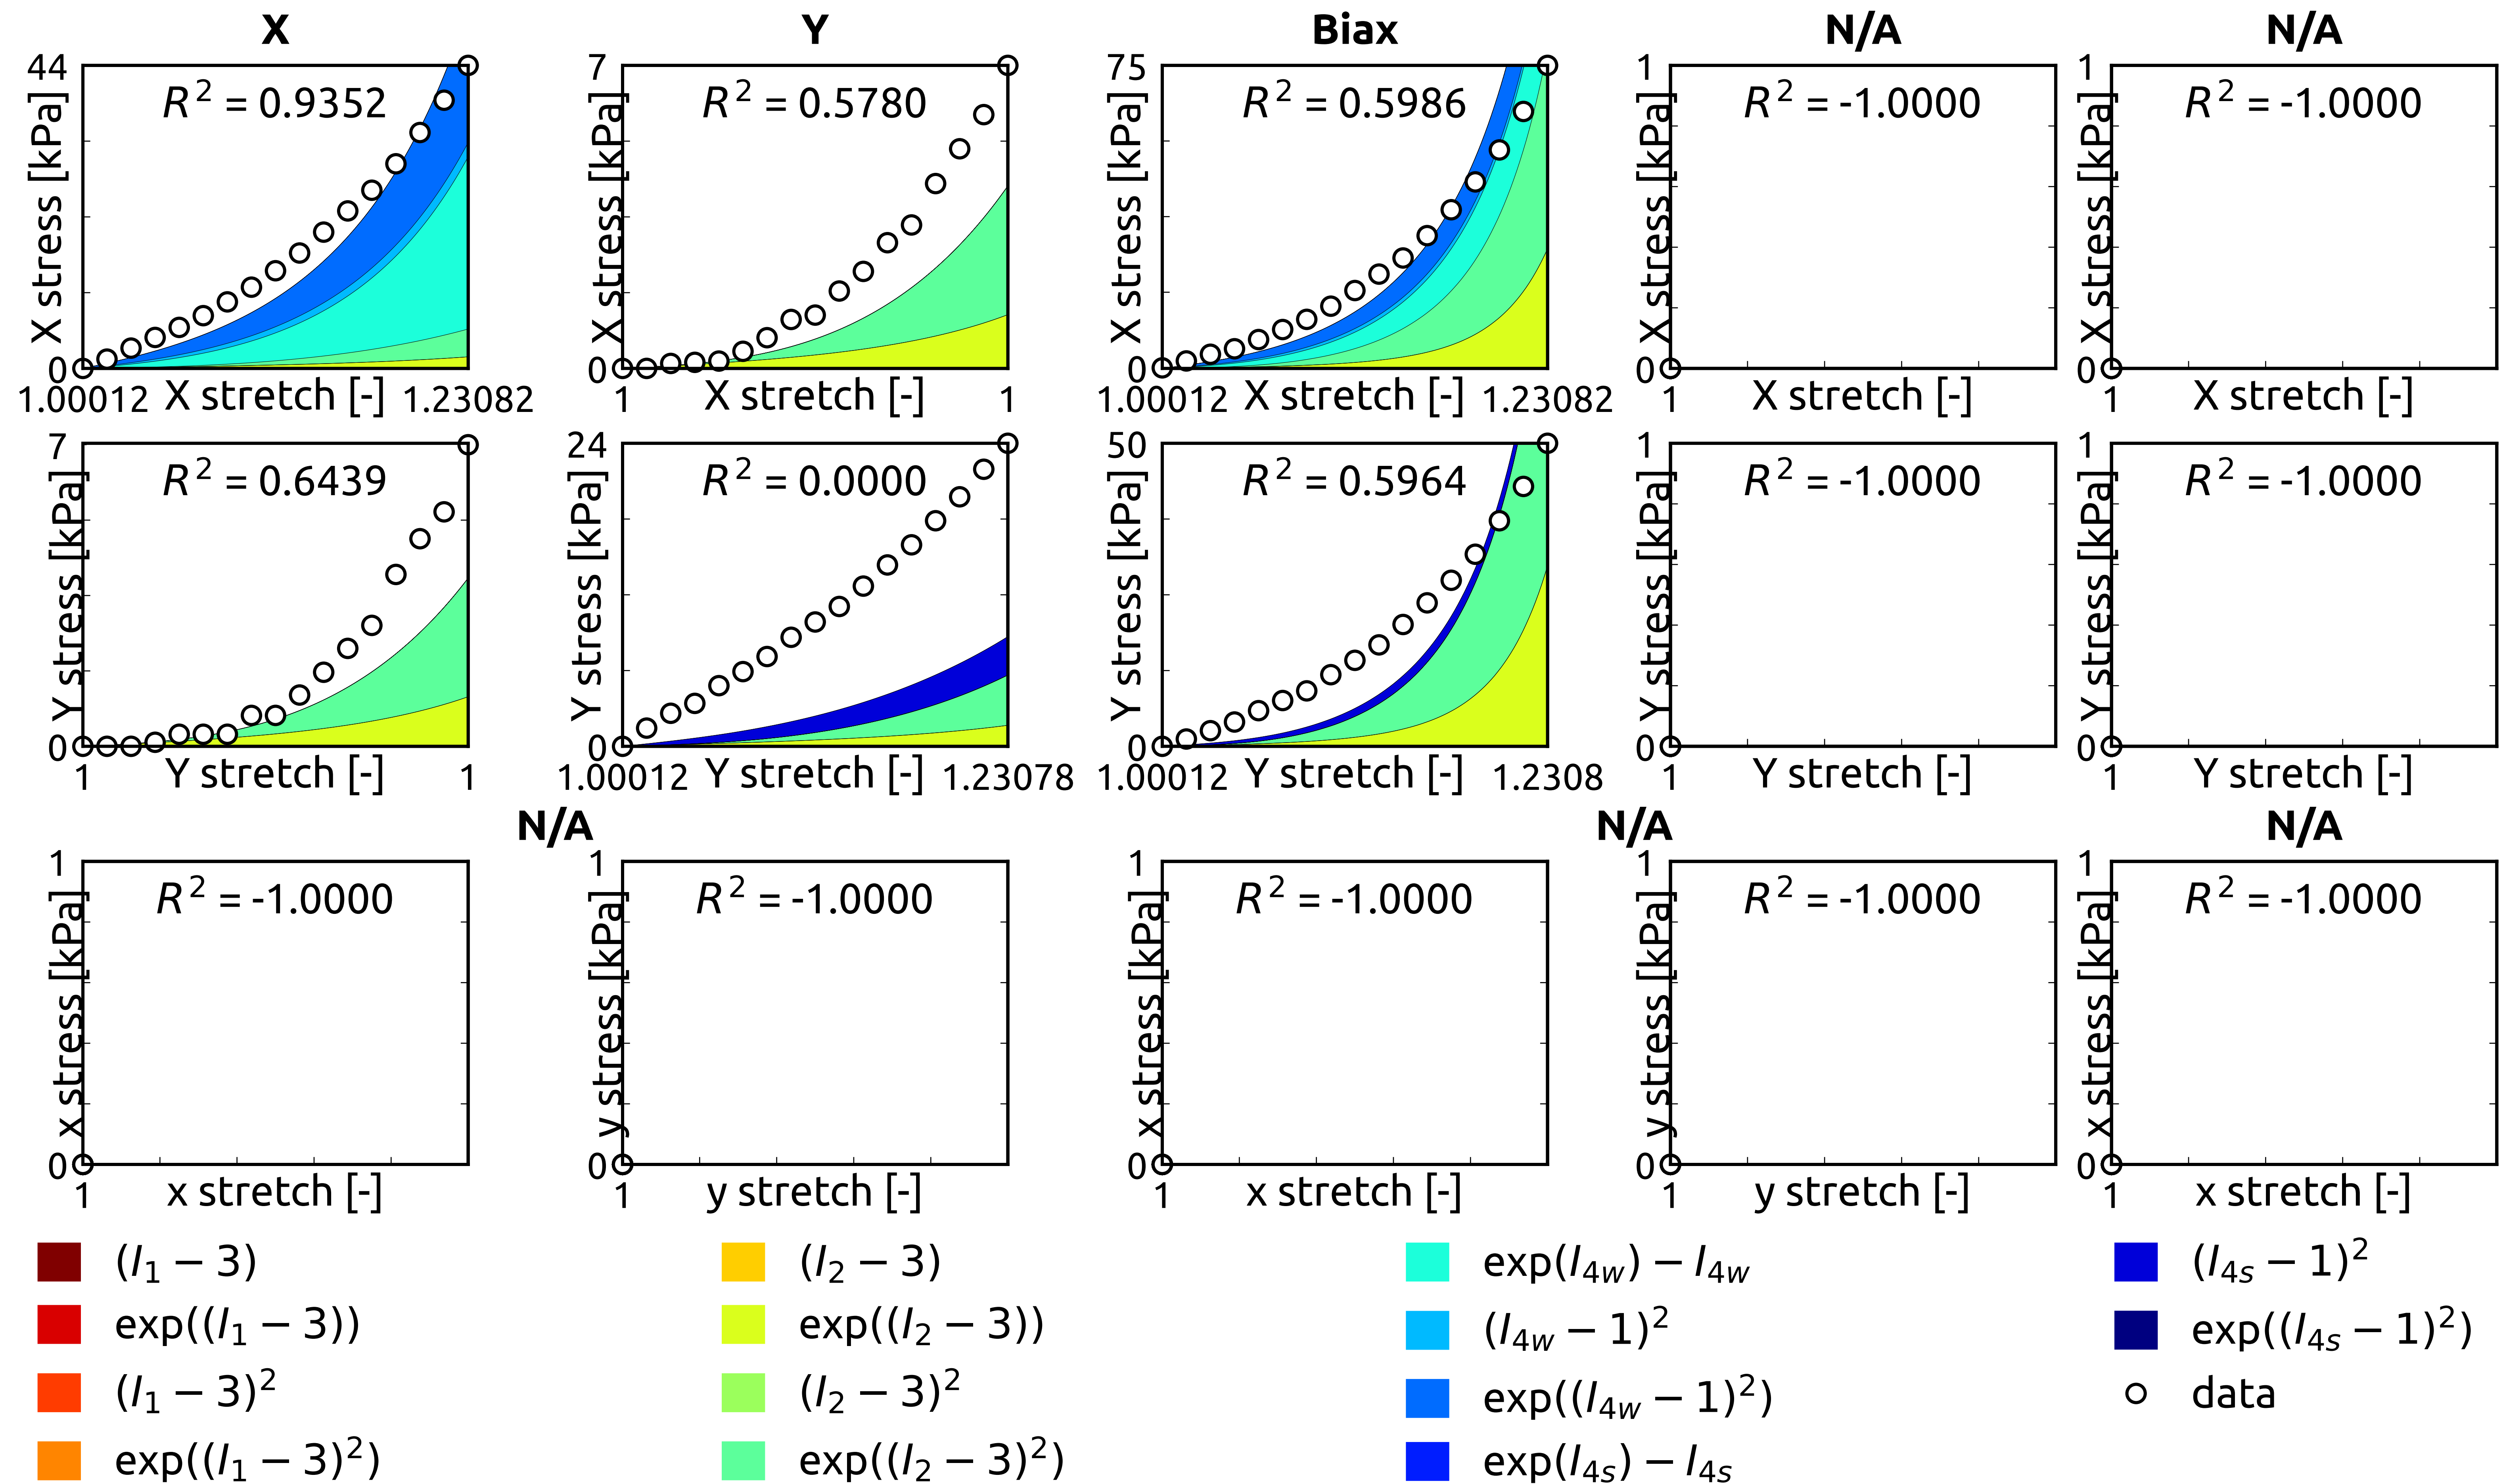 X Y Biax N/A N/A
44 7 75 1 1
R² = 0.9352 R² = 0.5780 R² = 0.5986 R² = -1.0000 R² = -1.0000
X stress [kPa] X stress [kPa] X stress [kPa] X stress [kPa] X stress [kPa]
0 0 0 0 0
1.00012 X stretch [-] 1.23082 1 X stretch [-] 1 1.00012 X stretch [-] 1.23082 1 X stretch [-] 1 X stretch [-]
7 24 50 1 1
R² = 0.6439 R² = 0.0000 R² = 0.5964 R² = -1.0000 R² = -1.0000
Y stress [kPa] Y stress [kPa] Y stress [kPa] Y stress [kPa] Y stress [kPa]
0 0 0 0 0
1 Y stretch [-] 1 1.00012 Y stretch [-] 1.23078 1.00012 Y stretch [-] 1.2308 1 Y stretch [-] 1 Y stretch [-]
N/A N/A N/A
1 1 1 1 1
R² = -1.0000 R² = -1.0000 R² = -1.0000 R² = -1.0000 R² = -1.0000
x stress [kPa] y stress [kPa] x stress [kPa] y stress [kPa] x stress [kPa]
0 0 0 0 0
1 x stretch [-] 1 y stretch [-] 1 x stretch [-] 1 y stretch [-] 1 x stretch [-]
(I₁ − 3) (I₂ − 3) exp(I₄w) − I₄w (I₄s − 1)²
exp((I₁ − 3)) exp((I₂ − 3)) (I₄w − 1)² exp((I₄s − 1)²)
(I₁ − 3)² (I₂ − 3)² exp((I₄w − 1)²) data
exp((I₁ − 3)²) exp((I₂ − 3)²) exp(I₄s) − I₄s